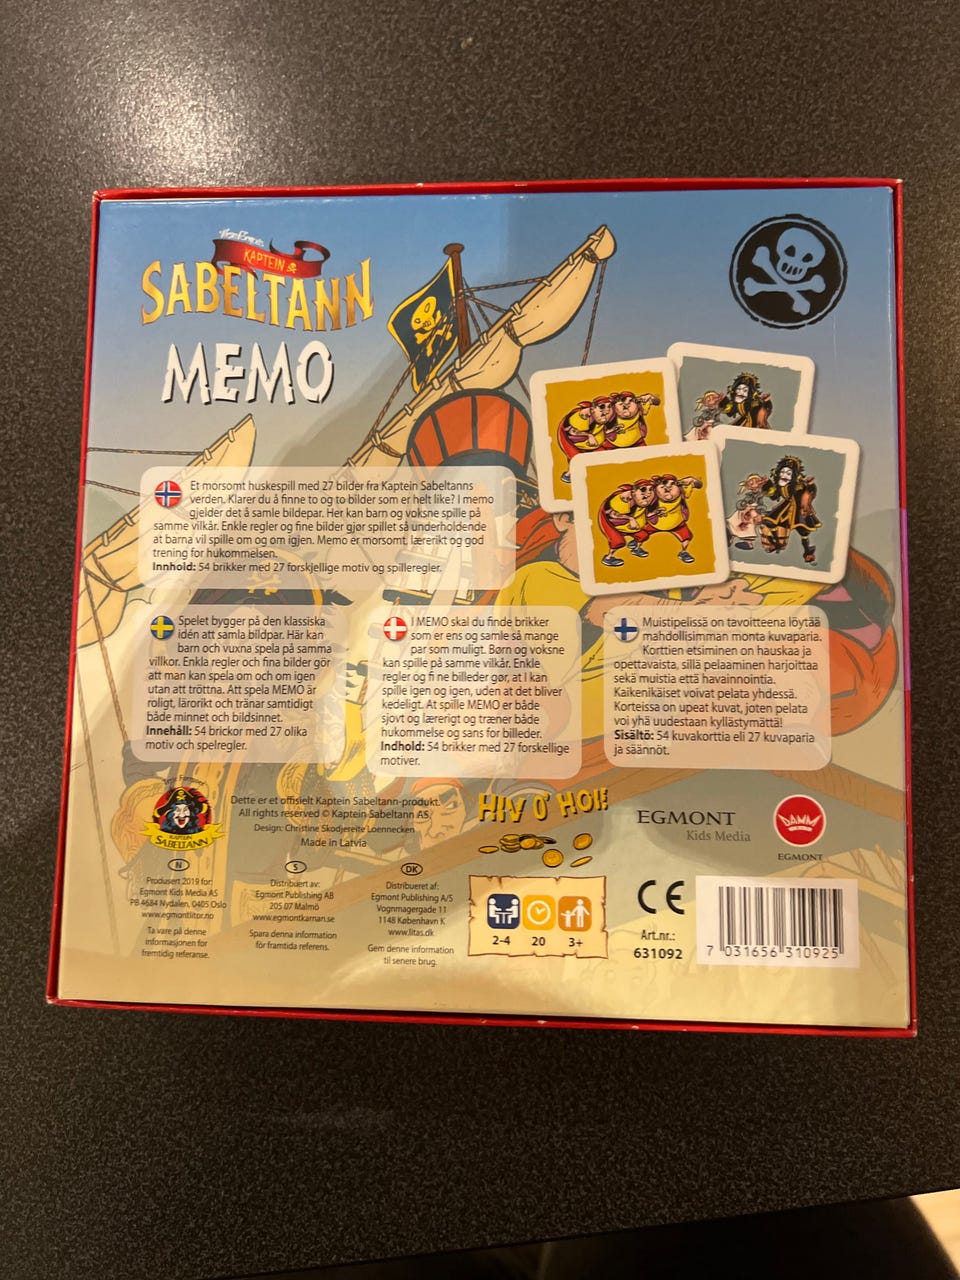 KAPTEIN
SABELTANN
MEMO
Et morsomt huskespill med 27 bilder fra Kaptein Sabeltanns
verden. Klarer du å finne to og to bilder som er helt like? I memo
gjelder det å samle bildepar. Her kan barn og voksne spille på
samme vilkår. Enkle regler og fine bilder gjør spillet så underholdende
at barna vil spille om og om igjen. Memo er morsomt, lærerikt og god
trening for hukommelsen.
Innhold: 54 brikker med 27 forskjellige motiv og spilleregler.
Spelet bygger på den klassiska
idén att samla bildpar. Här kan
barn och vuxna spela på samma
villkor. Enkla regler och fina bilder gör
att man kan spela om och om igen
utan att tröttna. Att spela MEMO är
roligt, lärorikt och tränar samtidigt
både minnet och bildsinnet.
Innehåll: 54 brickor med 27 olika
motiv och spelregler.
I MEMO skal du finde brikker
som er ens og samle så mange
par som muligt. Børn og voksne
kan spille på samme vilkår. Enkle
regler og fine billeder gør, at I kan
spille igen og igen, uden at det bliver
kedeligt. At spille MEMO er både
sjovt og lærerigt og træner både
hukommelse og sans for billeder.
Indhold: 54 brikker med 27 forskellige
motiver.
Muistipelissä on tavoitteena löytää
mahdollisimman monta kuvaparia.
Korttien etsiminen on hauskaa ja
opettavaista, sillä pelaaminen harjoittaa
sekä muistia että havainnointia.
Kaikenikäiset voivat pelata yhdessä.
Korteissa on upeat kuvat, joten pelata
voi yhä uudestaan kyllästymättä!
Sisältö: 54 kuvakorttia eli 27 kuvaparia
ja säännöt.
Terje Formoes
KAPTEIN
SABELTANN
Dette er et offisielt Kaptein Sabeltann-produkt.
All rights reserved © Kaptein Sabeltann AS.
Design: Christine Skodjereite Loennecken
Made in Latvia
HIV O' HOI!
EGMONT
Kids Media
DAMM
EGMONT
N
Produsert 2019 for:
Egmont Kids Media AS
PB 4684 Nydalen, 0405 Oslo
www.egmontlitor.no
Ta vare på denne
informasjonen for
fremtidig referanse.
S
Distribuert av:
Egmont Publishing AB
205 07 Malmö
www.egmontkarnan.se
Spara denna information
för framtida referens.
DK
Distribueret af:
Egmont Publishing A/S
Vognmagergade 11
1148 København K
www.litas.dk
Gem denne information
til senere brug.
2-4 20 3+
CE
Art.nr.:
631092
7 031656 310925